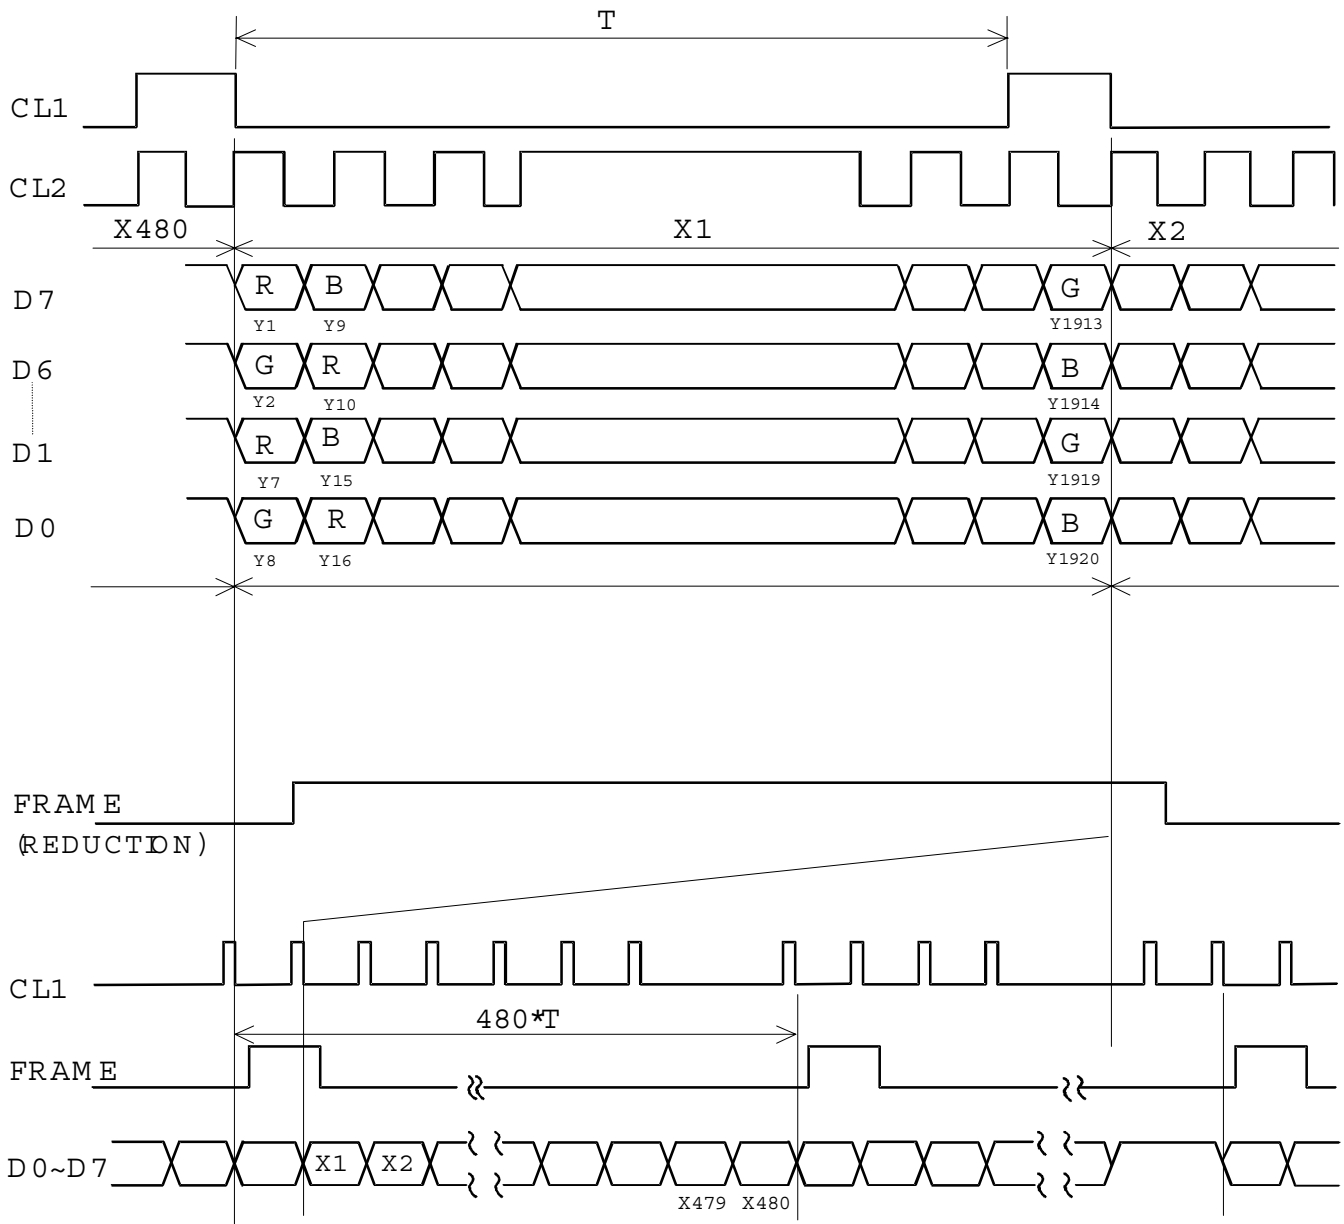 T
CL1
CL2
X480 X1 X2
D7 R B G
Y1 Y9 Y1913
D6 G R B
Y2 Y10 Y1914
D1 R B G
Y7 Y15 Y1919
D0 G R B
Y8 Y16 Y1920
FRAME
(REDUCTION)
CL1
480*T
FRAME
D0~D7 X1 X2
X479 X480